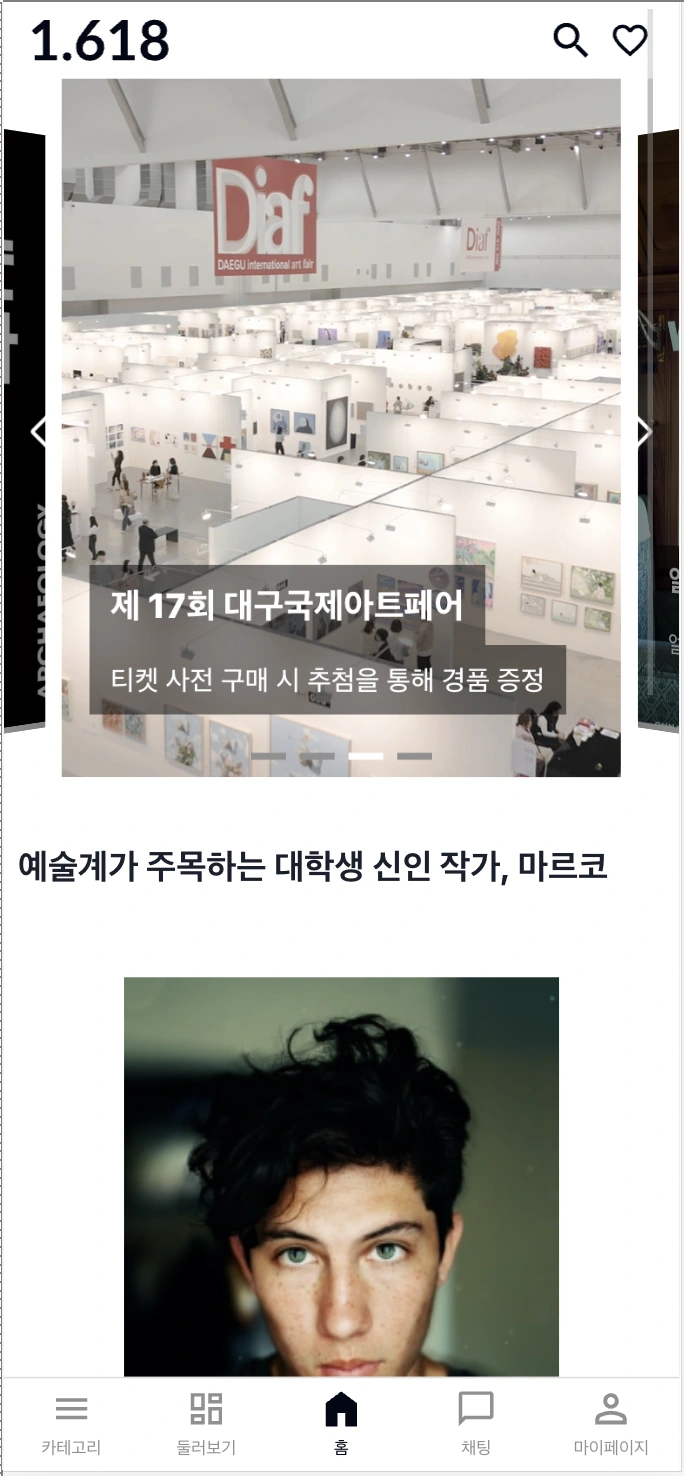 1.618
Diaf
DAEGU international art fair
Diaf
ARCHAEOLOGY
제 17회 대구국제아트페어
티켓 사전 구매 시 추첨을 통해 경품 증정
예술계가 주목하는 대학생 신인 작가, 마르코
카테고리
둘러보기
홈
채팅
마이페이지